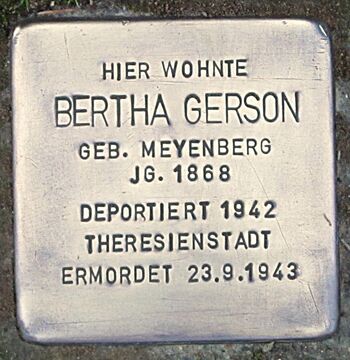 HIER WOHNTE
BERTHA GERSON
GEB. MEYENBERG
JG. 1868
DEPORTIERT 1942
THERESIENSTADT
ERMORDET 23.9.1943